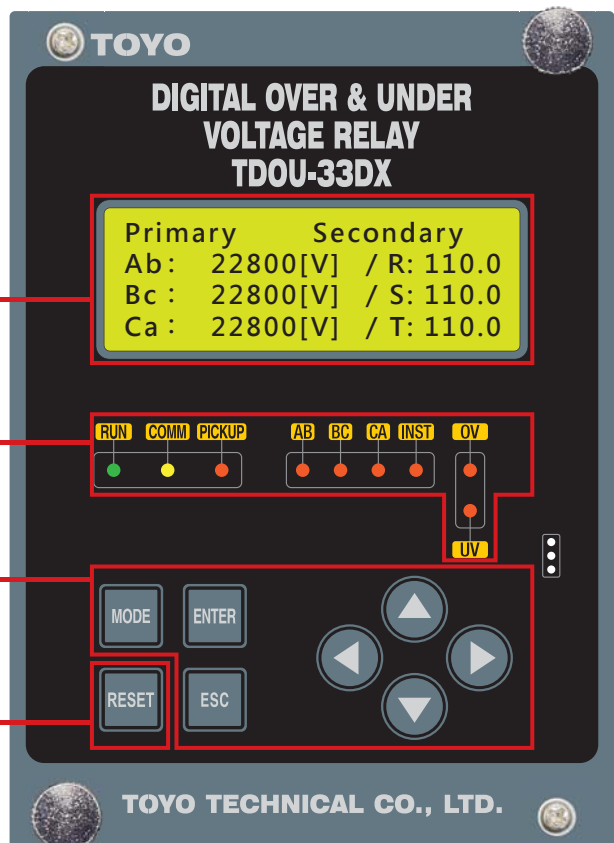 TOYO
DIGITAL OVER & UNDER
VOLTAGE RELAY
TDOU-33DX
Primary Secondary
Ab: 22800[V] / R: 110.0
Bc : 22800[V] / S: 110.0
Ca : 22800[V] / T: 110.0
RUN COMM PICKUP AB BC CA INST OV
UV
MODE ENTER
RESET ESC
TOYO TECHNICAL CO., LTD.